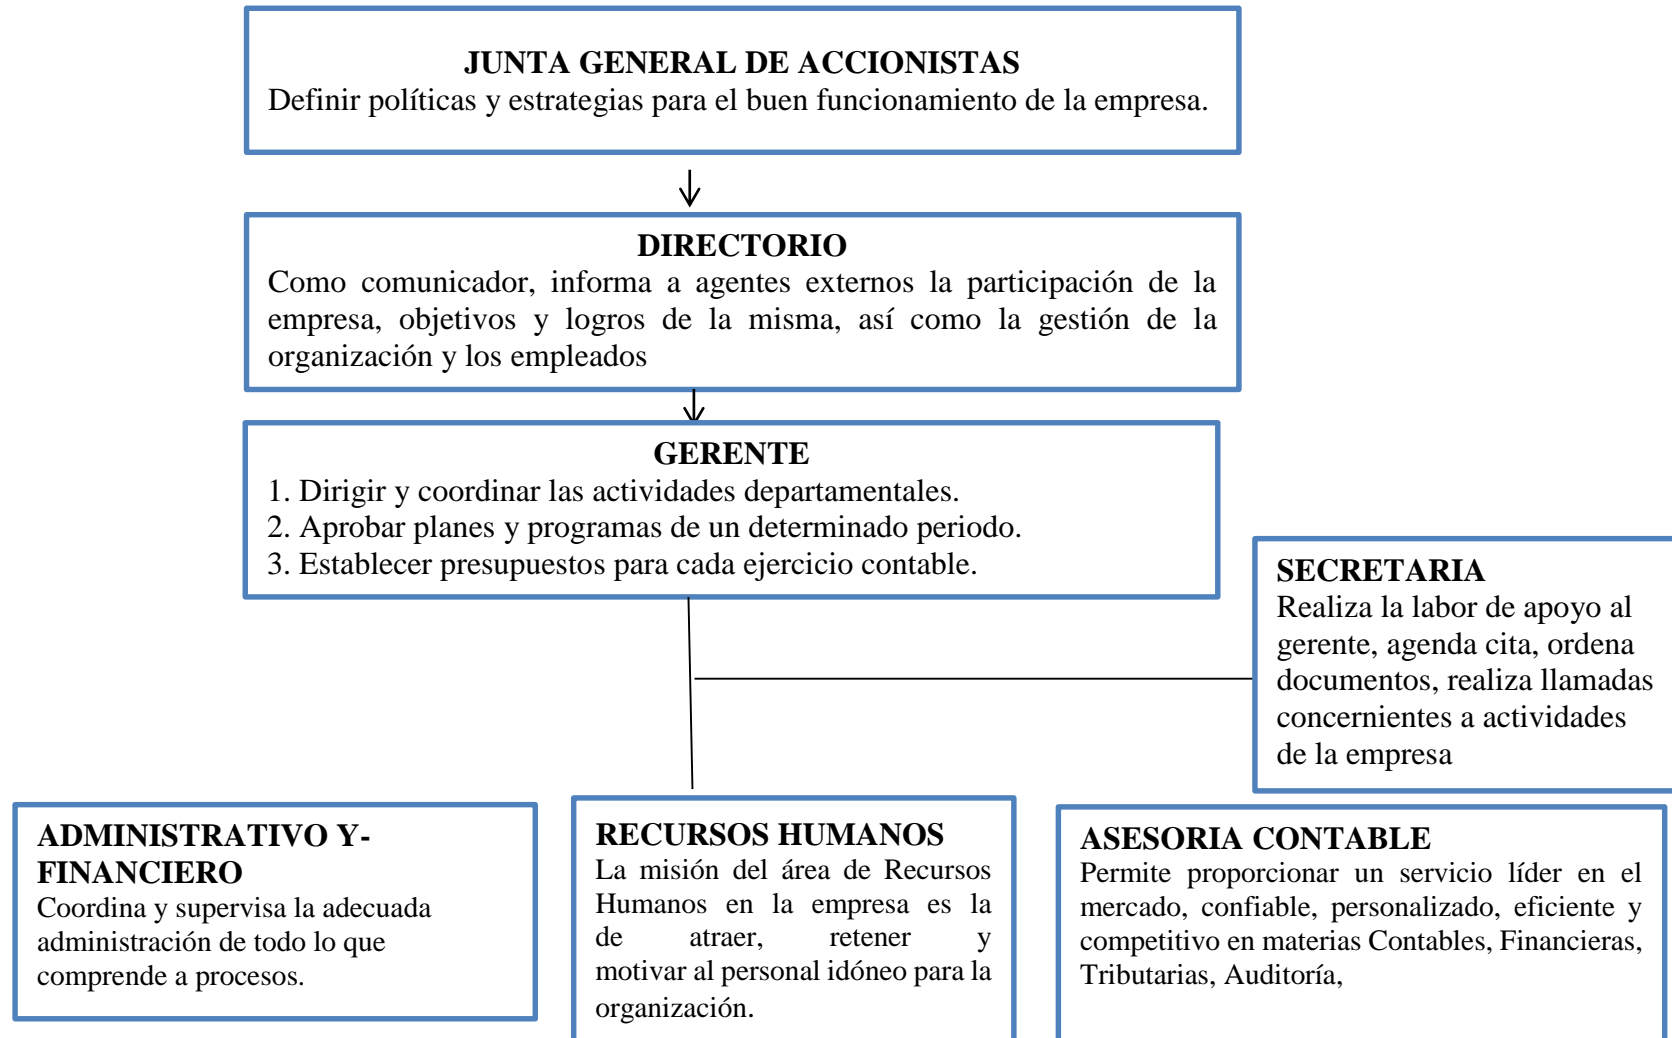 JUNTA GENERAL DE ACCIONISTAS
Definir políticas y estrategias para el buen funcionamiento de la empresa.
DIRECTORIO
Como comunicador, informa a agentes externos la participación de la
empresa, objetivos y logros de la misma, así como la gestión de la
organización y los empleados
GERENTE
1. Dirigir y coordinar las actividades departamentales.
2. Aprobar planes y programas de un determinado periodo.
3. Establecer presupuestos para cada ejercicio contable.
SECRETARIA
Realiza la labor de apoyo al
gerente, agenda cita, ordena
documentos, realiza llamadas
concernientes a actividades
de la empresa
ADMINISTRATIVO Y-
FINANCIERO
Coordina y supervisa la adecuada
administración de todo lo que
comprende a procesos.
RECURSOS HUMANOS
La misión del área de Recursos
Humanos en la empresa es la
de atraer, retener y
motivar al personal idóneo para la
organización.
ASESORIA CONTABLE
Permite proporcionar un servicio líder en el
mercado, confiable, personalizado, eficiente y
competitivo en materias Contables, Financieras,
Tributarias, Auditoría,